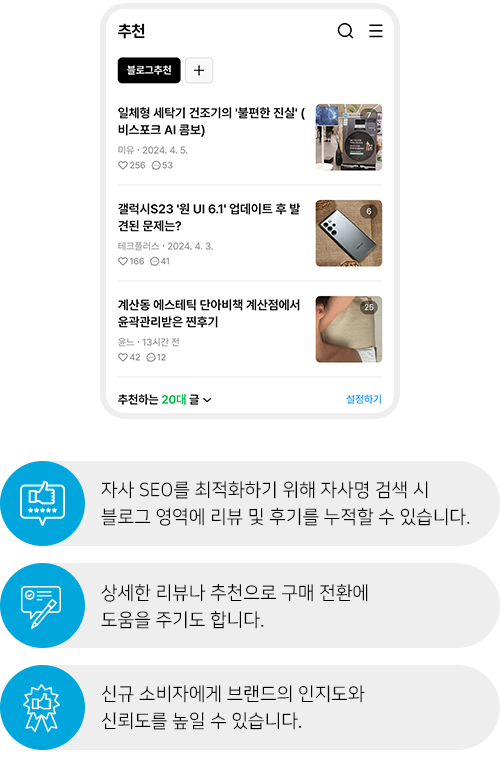 추천
블로그추천
+
일체형 세탁기 건조기의 '불편한 진실' (
비스포크 AI 콤보)
미유 · 2024. 4. 5.
256 53
7
갤럭시S23 '원 UI 6.1' 업데이트 후 발
견된 문제는?
테크플러스 · 2024. 4. 3.
166 41
6
계산동 에스테틱 단아비책 계산점에서
윤곽관리받은 찐후기
윤느 · 13시간 전
42 12
25
추천하는 20대 글
설정하기
자사 SEO를 최적화하기 위해 자사명 검색 시
블로그 영역에 리뷰 및 후기를 누적할 수 있습니다.
상세한 리뷰나 추천으로 구매 전환에
도움을 주기도 합니다.
신규 소비자에게 브랜드의 인지도와
신뢰도를 높일 수 있습니다.